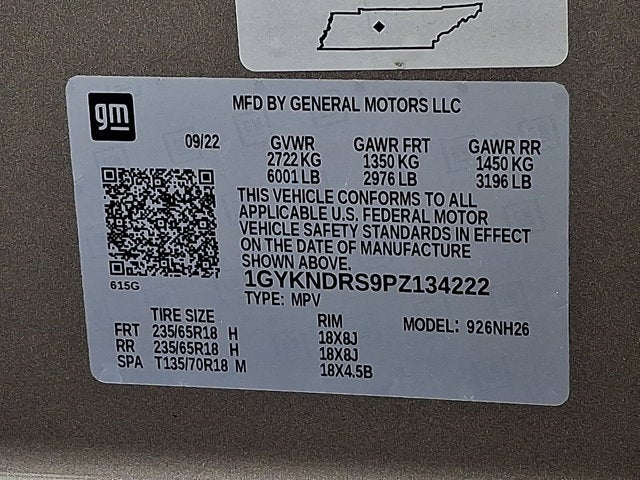 gm
MFD BY GENERAL MOTORS LLC
09/22 GVWR GAWR FRT GAWR RR
2722 KG 1350 KG 1450 KG
6001 LB 2976 LB 3196 LB
THIS VEHICLE CONFORMS TO ALL
APPLICABLE U.S. FEDERAL MOTOR
VEHICLE SAFETY STANDARDS IN EFFECT
ON THE DATE OF MANUFACTURE
SHOWN ABOVE.
615G
1GYKNDRS9PZ134222
TYPE: MPV
TIRE SIZE RIM MODEL: 926NH26
FRT 235/65R18 H 18X8J
RR 235/65R18 H 18X8J
SPA T135/70R18 M 18X4.5B